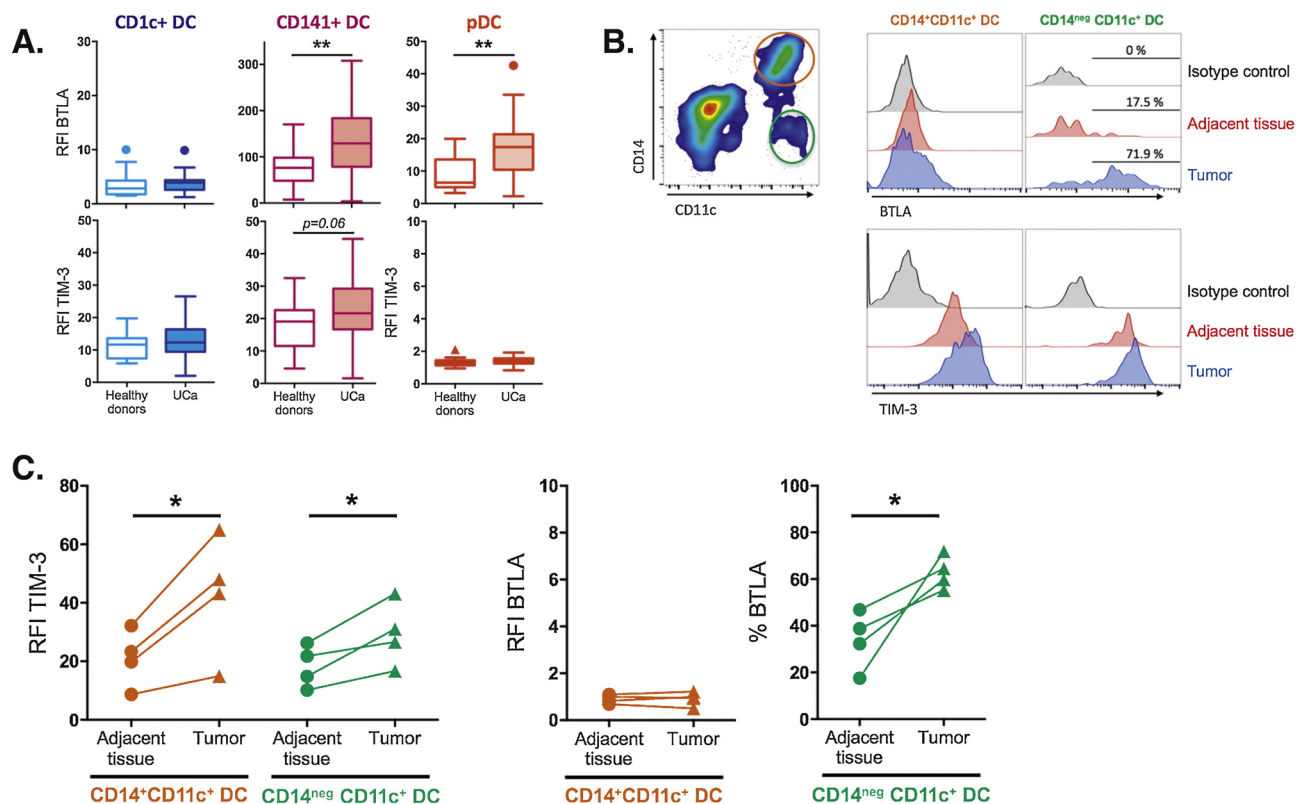 A.
CD1c+ DC
CD141+ DC
pDC
RFI BTLA
30
20
10
0
**
300
200
100
0
**
50
40
30
20
10
0
RFI TIM-3
50
40
30
20
10
0
p=0.06
50
40
30
20
10
0
RFI TIM-3
10
8
6
4
2
0
Healthy donors
UCa
Healthy donors
UCa
Healthy donors
UCa
B.
CD14
CD11c
CD14⁺CD11c⁺ DC
CD14ⁿᵉᵍ CD11c⁺ DC
0 %
Isotype control
17.5 %
Adjacent tissue
71.9 %
Tumor
BTLA
Isotype control
Adjacent tissue
Tumor
TIM-3
C.
RFI TIM-3
80
60
40
20
0
*
*
Adjacent tissue
Tumor
Adjacent tissue
Tumor
CD14⁺CD11c⁺ DC
CD14ⁿᵉᵍ CD11c⁺ DC
RFI BTLA
10
8
6
4
2
0
Adjacent tissue
Tumor
CD14⁺CD11c⁺ DC
% BTLA
100
80
60
40
20
0
*
Adjacent tissue
Tumor
CD14ⁿᵉᵍ CD11c⁺ DC